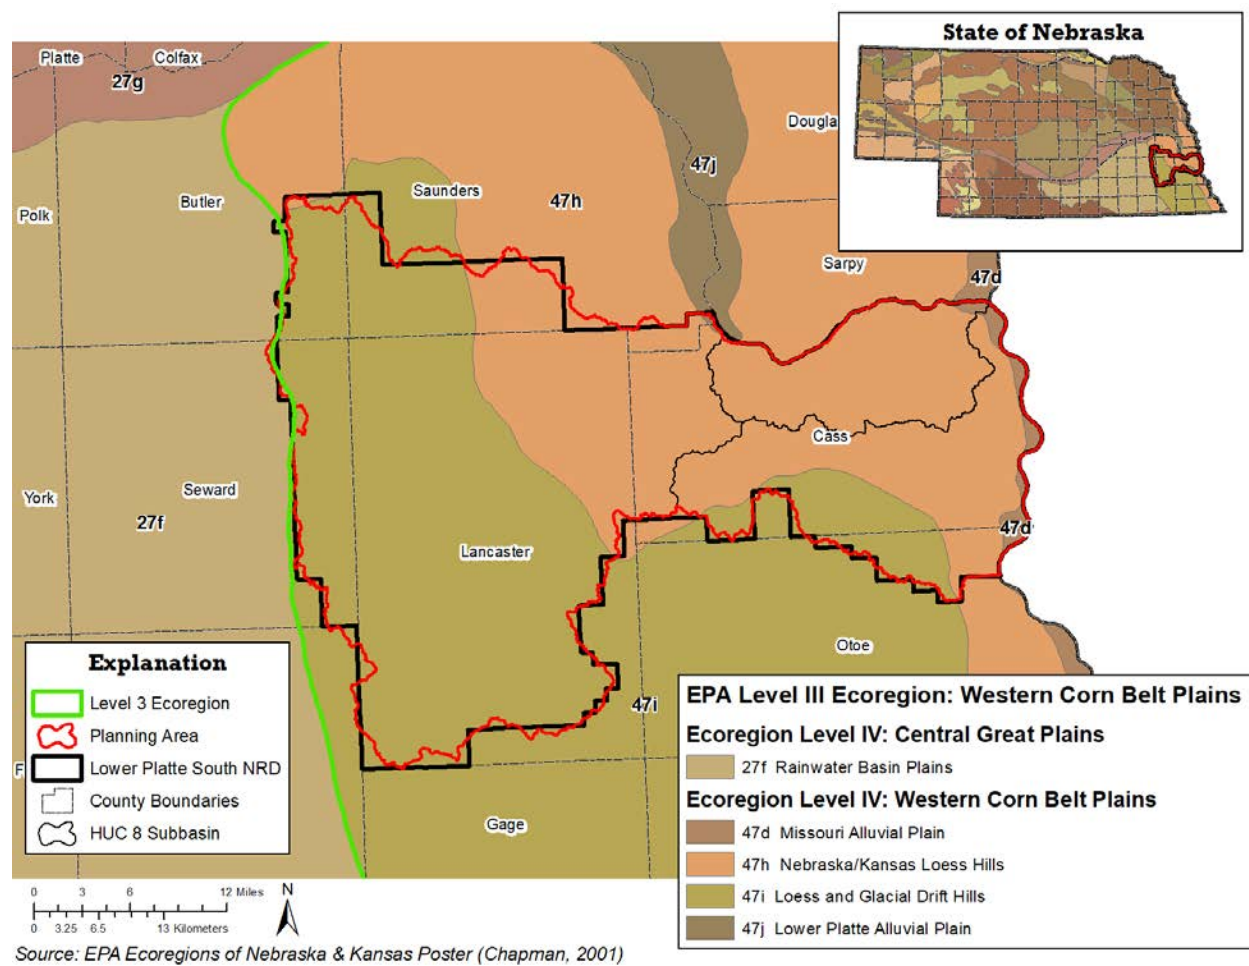 State of Nebraska
Platte
Colfax
27g
Dougla
47j
Saunders
47h
Butler
Polk
Sarpy
47d
Cass
York
Seward
27f
47d
Lancaster
Otoe
47i
Gage
F
Explanation
Level 3 Ecoregion
Planning Area
Lower Platte South NRD
County Boundaries
HUC 8 Subbasin
EPA Level III Ecoregion: Western Corn Belt Plains
Ecoregion Level IV: Central Great Plains
27f Rainwater Basin Plains
Ecoregion Level IV: Western Corn Belt Plains
47d Missouri Alluvial Plain
47h Nebraska/Kansas Loess Hills
47i Loess and Glacial Drift Hills
47j Lower Platte Alluvial Plain
0 3 6 12 Miles
0 3.25 6.5 13 Kilometers
N
Source: EPA Ecoregions of Nebraska & Kansas Poster (Chapman, 2001)